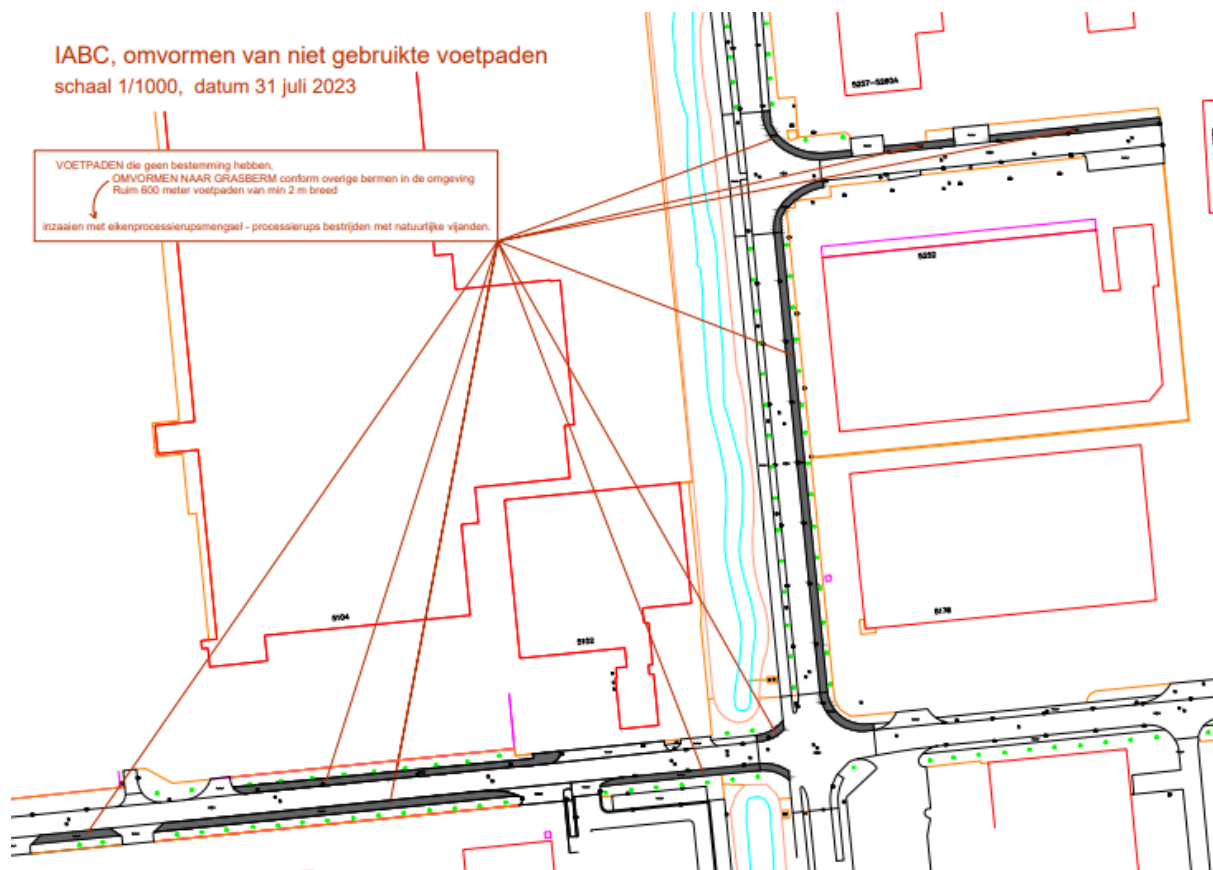 IABC, omvormen van niet gebruikte voetpaden
schaal 1/1000, datum 31 juli 2023
VOETPADEN die geen bestemming hebben,
OMVORMEN NAAR GRASBERM conform overige bermen in de omgeving
Ruim 600 meter voetpaden van min 2 m breed
inzaaien met eikenprocessierupsmengsel - processierups bestrijden met natuurlijke vijanden.
5257-5280A
5252
5176
5104
5102